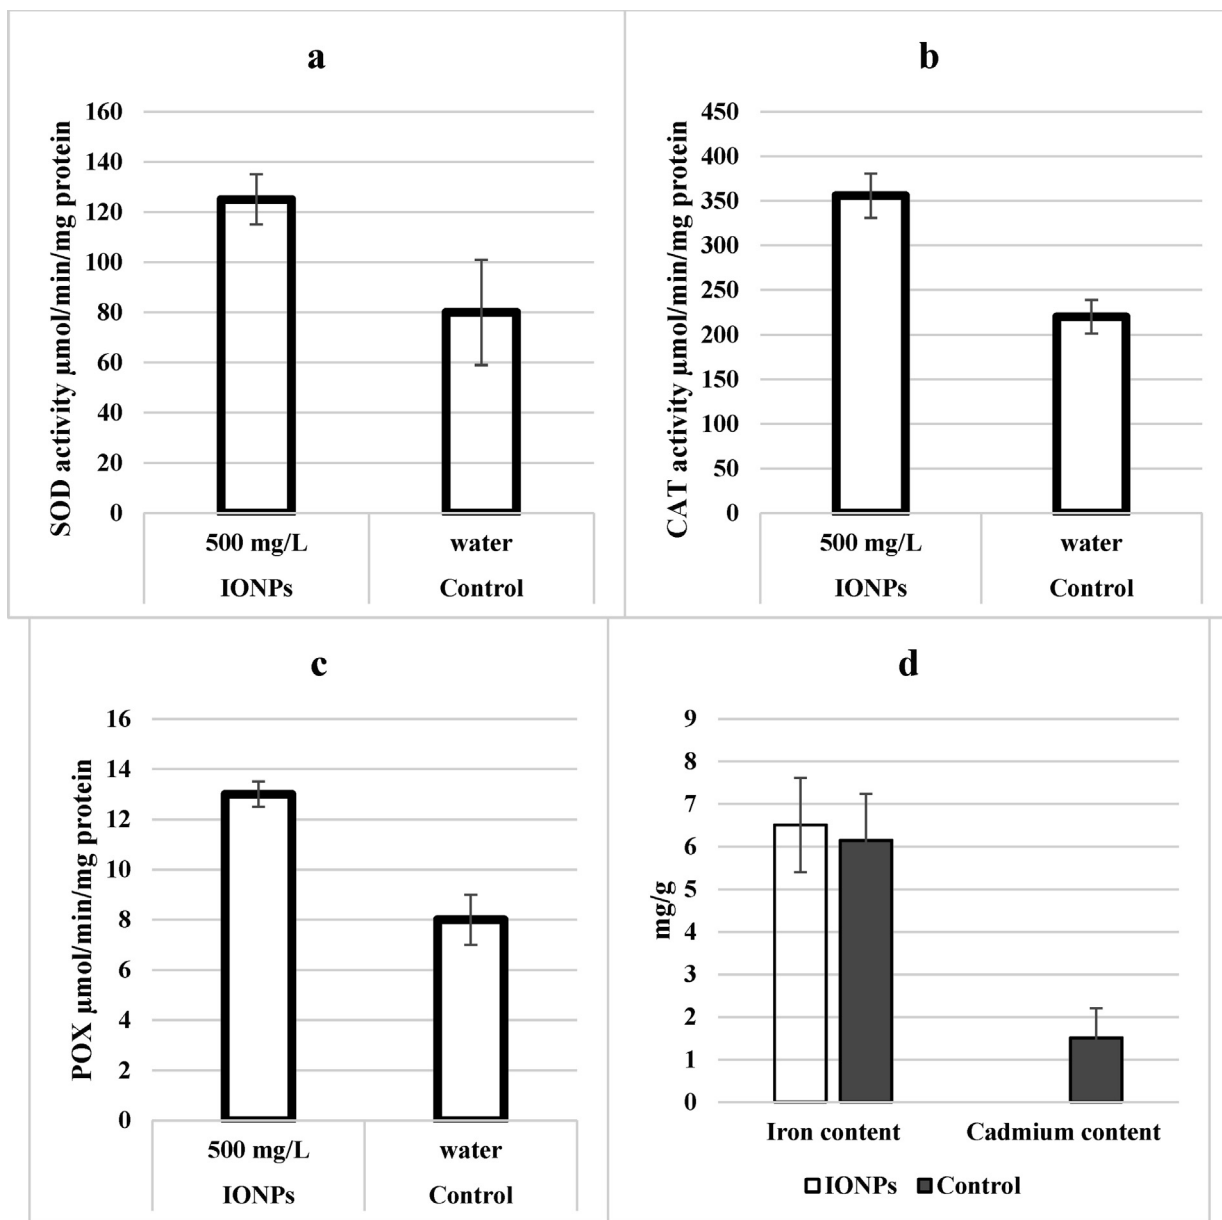 a
SOD activity µmol/min/mg protein
160
140
120
100
80
60
40
20
0
500 mg/L
water
IONPs
Control
b
CAT activity µmol/min/mg protein
450
400
350
300
250
200
150
100
50
0
500 mg/L
water
IONPs
Control
c
POX µmol/min/mg protein
16
14
12
10
8
6
4
2
0
500 mg/L
water
IONPs
Control
d
mg/g
9
8
7
6
5
4
3
2
1
0
Iron content
Cadmium content
IONPs
Control